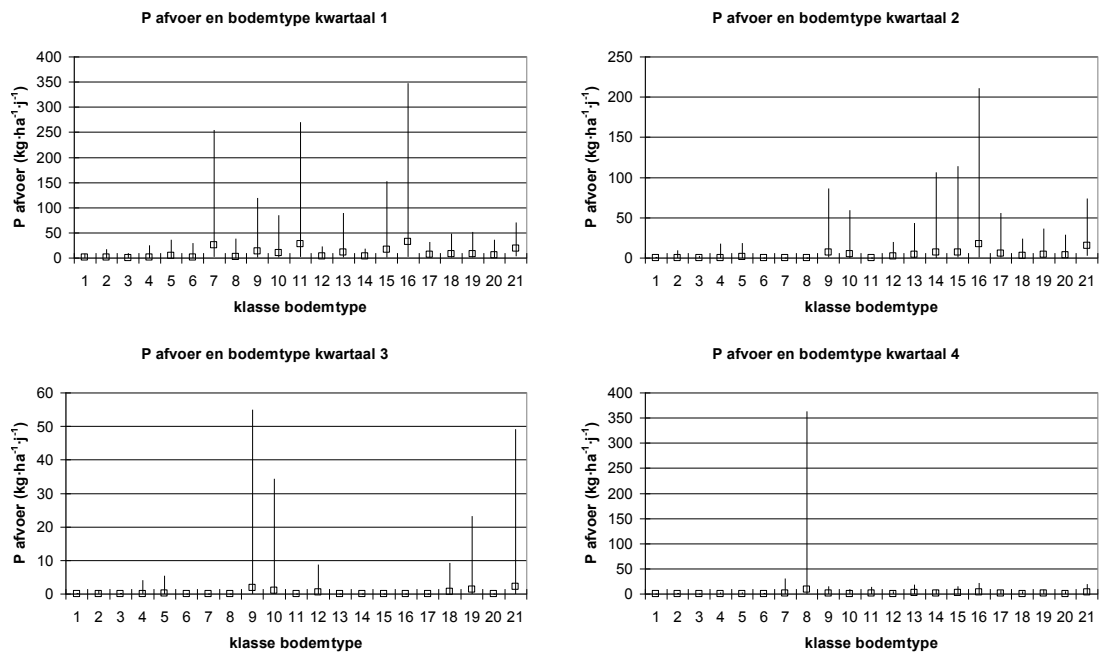 P afvoer en bodemtype kwartaal 1
400
350
300
250
200
150
100
50
0
P afvoer (kg·ha⁻¹·j⁻¹)
1 2 3 4 5 6 7 8 9 10 11 12 13 14 15 16 17 18 19 20 21
klasse bodemtype
P afvoer en bodemtype kwartaal 2
250
200
150
100
50
0
P afvoer (kg·ha⁻¹·j⁻¹)
1 2 3 4 5 6 7 8 9 10 11 12 13 14 15 16 17 18 19 20 21
klasse bodemtype
P afvoer en bodemtype kwartaal 3
60
50
40
30
20
10
0
P afvoer (kg·ha⁻¹·j⁻¹)
1 2 3 4 5 6 7 8 9 10 11 12 13 14 15 16 17 18 19 20 21
klasse bodemtype
P afvoer en bodemtype kwartaal 4
400
350
300
250
200
150
100
50
0
P afvoer (kg·ha⁻¹·j⁻¹)
1 2 3 4 5 6 7 8 9 10 11 12 13 14 15 16 17 18 19 20 21
klasse bodemtype